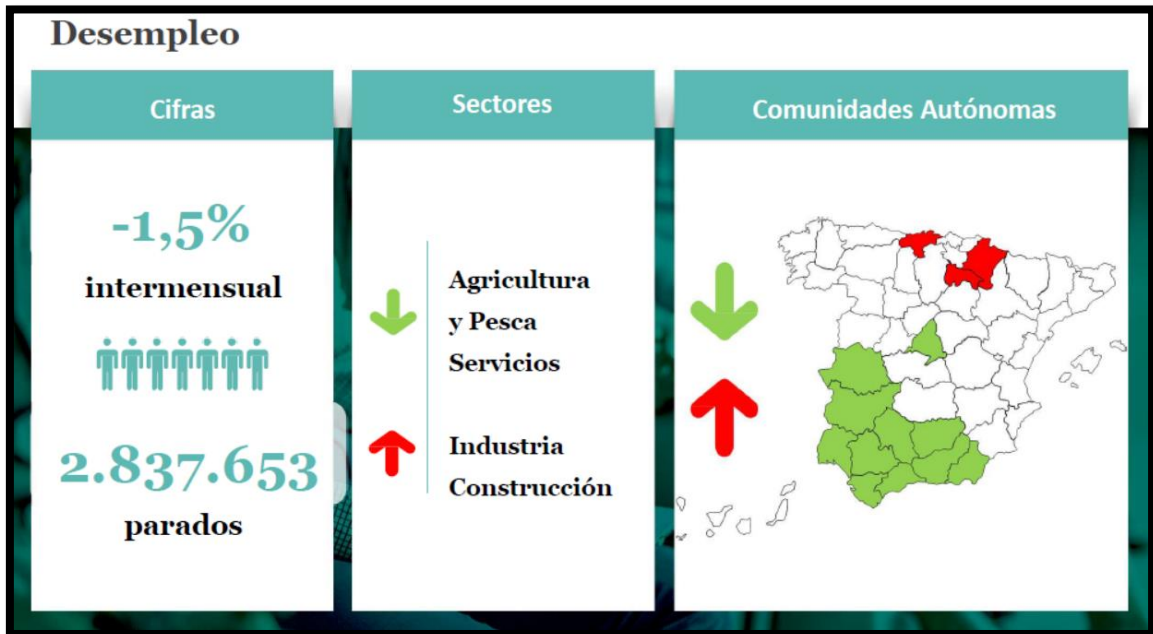 Desempleo
Cifras
-1,5%
intermensual
2.837.653
parados
Sectores
Agricultura
y Pesca
Servicios
Industria
Construcción
Comunidades Autónomas